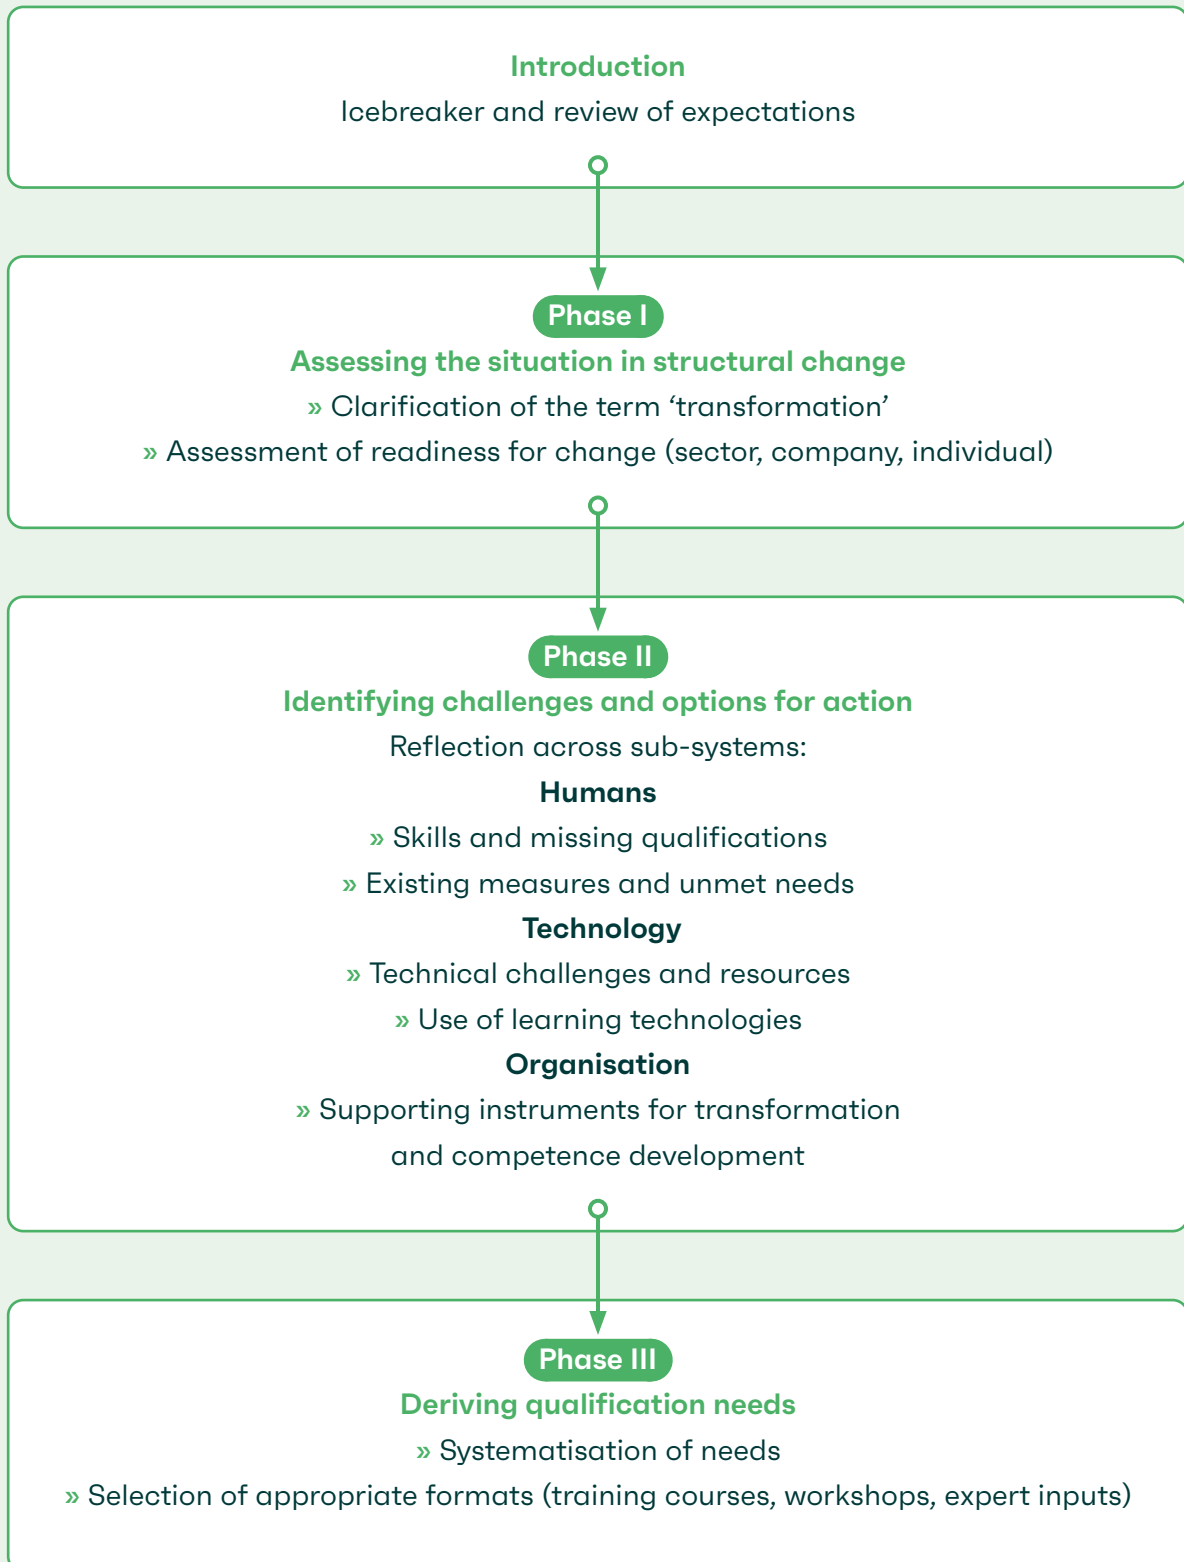 Introduction
Icebreaker and review of expectations
Phase I
Assessing the situation in structural change
» Clarification of the term ‘transformation’
» Assessment of readiness for change (sector, company, individual)
Phase II
Identifying challenges and options for action
Reflection across sub-systems:
Humans
» Skills and missing qualifications
» Existing measures and unmet needs
Technology
» Technical challenges and resources
» Use of learning technologies
Organisation
» Supporting instruments for transformation
and competence development
Phase III
Deriving qualification needs
» Systematisation of needs
» Selection of appropriate formats (training courses, workshops, expert inputs)